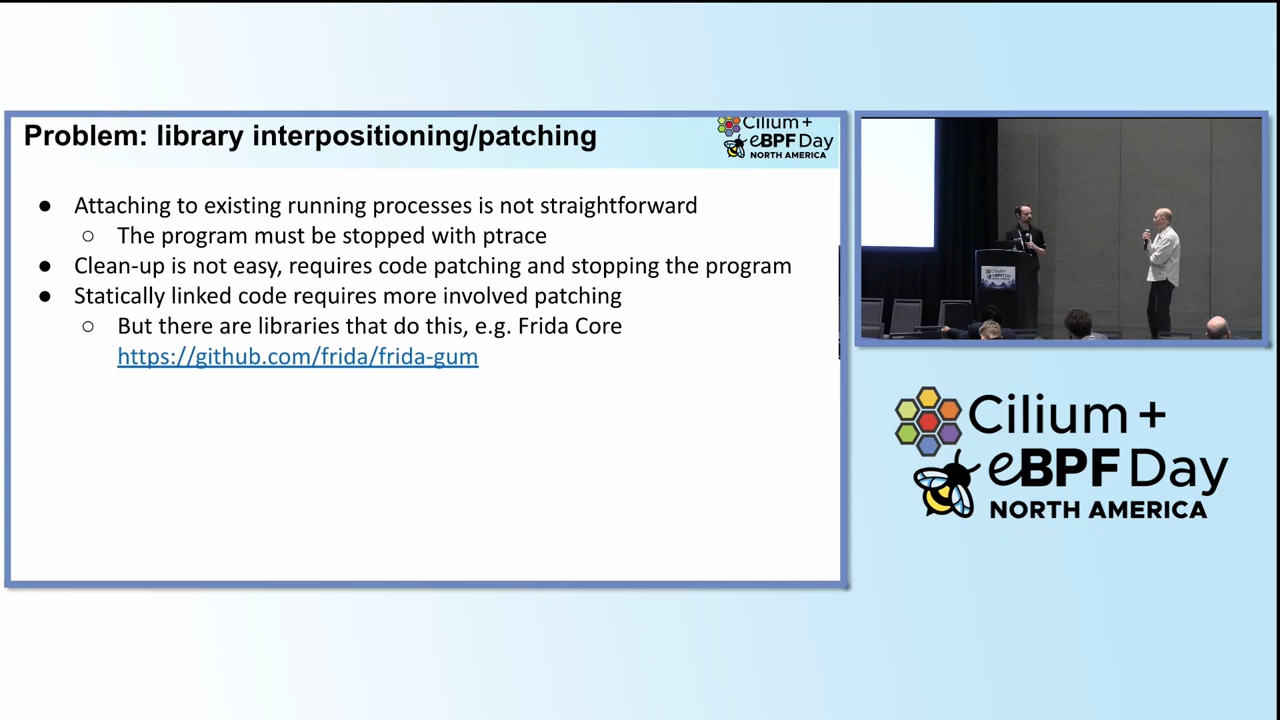 Problem: library interpositioning/patching
Cilium +
eBPF Day
NORTH AMERICA
● Attaching to existing running processes is not straightforward
○ The program must be stopped with ptrace
● Clean-up is not easy, requires code patching and stopping the program
● Statically linked code requires more involved patching
○ But there are libraries that do this, e.g. Frida Core
https://github.com/frida/frida-gum
Cilium +
eBPF Day
NORTH AMERICA